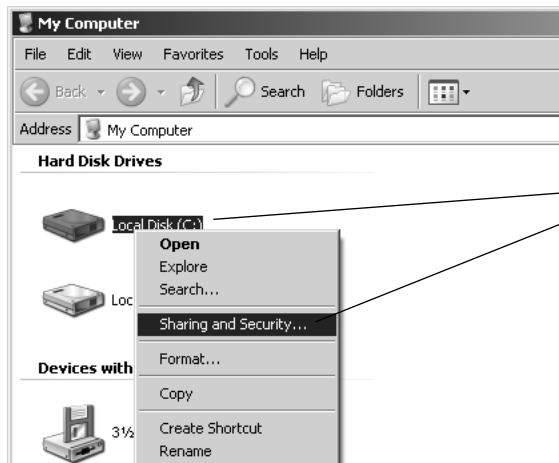 My Computer
File Edit View Favorites Tools Help
Back Search Folders
Address My Computer
Hard Disk Drives
Local Disk (C:)
Open
Explore
Search...
Loc
Sharing and Security...
Format...
Devices with
Copy
3½
Create Shortcut
Rename